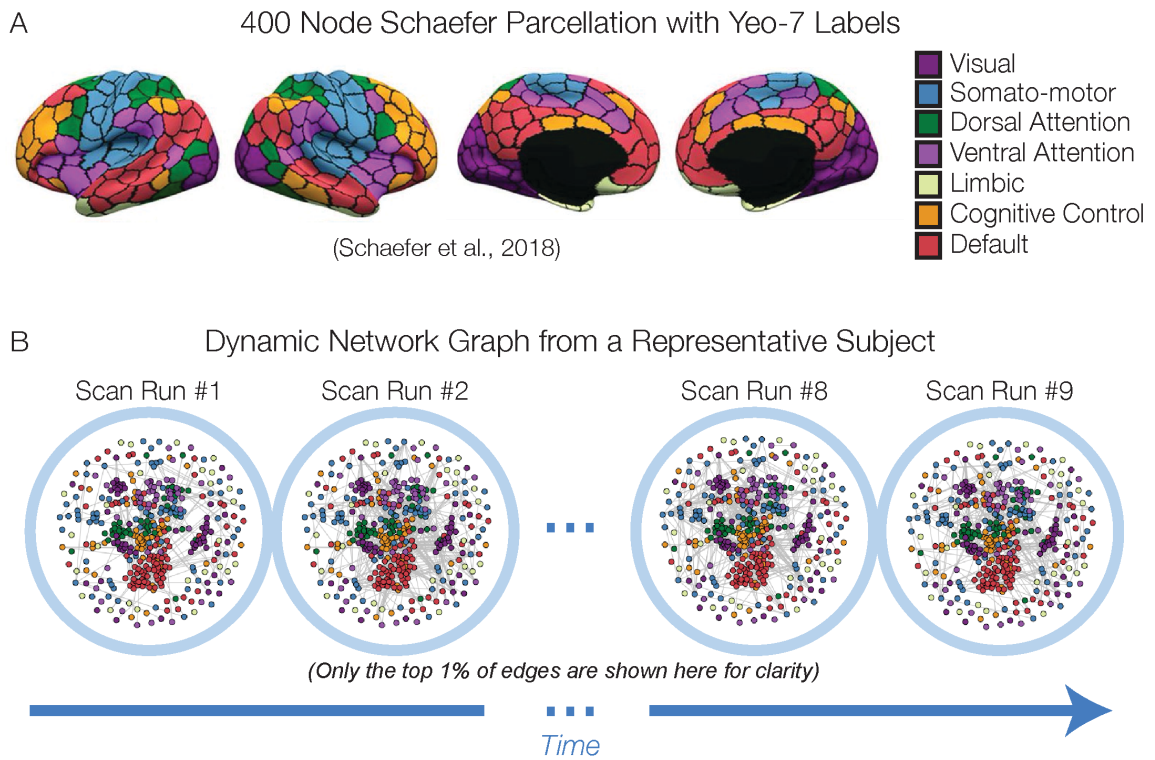 A
400 Node Schaefer Parcellation with Yeo-7 Labels
Visual
Somato-motor
Dorsal Attention
Ventral Attention
Limbic
Cognitive Control
Default
(Schaefer et al., 2018)
B
Dynamic Network Graph from a Representative Subject
Scan Run #1
Scan Run #2
Scan Run #8
Scan Run #9
...
(Only the top 1% of edges are shown here for clarity)
...
Time